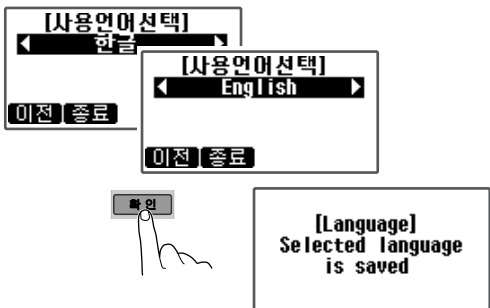 [사용언어선택]
한글
이전 종료
[사용언어선택]
English
이전 종료
확인
[Language]
Selected language
is saved